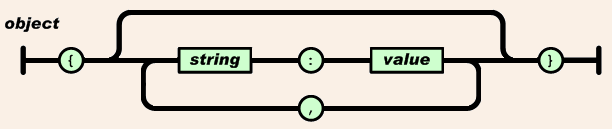 object
{ string : value }
,